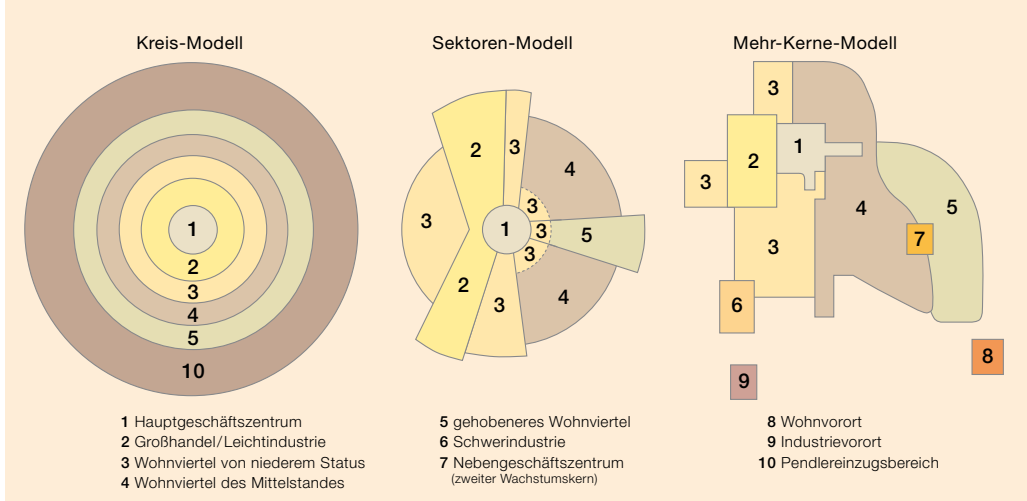 Kreis-Modell
1
2
3
4
5
10
Sektoren-Modell
2
3
4
3
3
1
3
5
3
2
3
4
Mehr-Kerne-Modell
3
1
2
3
4
5
3
7
6
8
9
1 Hauptgeschäftszentrum
2 Großhandel/Leichtindustrie
3 Wohnviertel von niederem Status
4 Wohnviertel des Mittelstandes
5 gehobeneres Wohnviertel
6 Schwerindustrie
7 Nebengeschäftszentrum
(zweiter Wachstumskern)
8 Wohnvorort
9 Industrievorort
10 Pendlereinzugsbereich